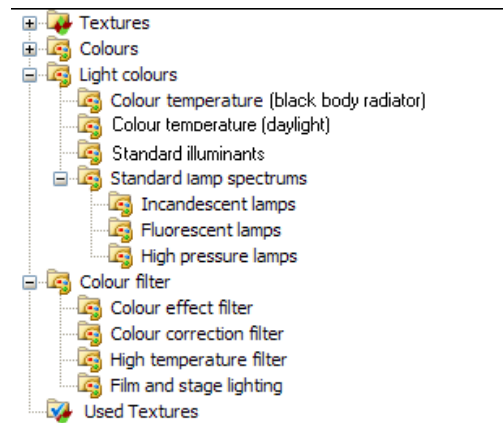 Textures
Colours
Light colours
Colour temperature (black body radiator)
Colour temperature (daylight)
Standard illuminants
Standard lamp spectrums
Incandescent lamps
Fluorescent lamps
High pressure lamps
Colour filter
Colour effect filter
Colour correction filter
High temperature filter
Film and stage lighting
Used Textures